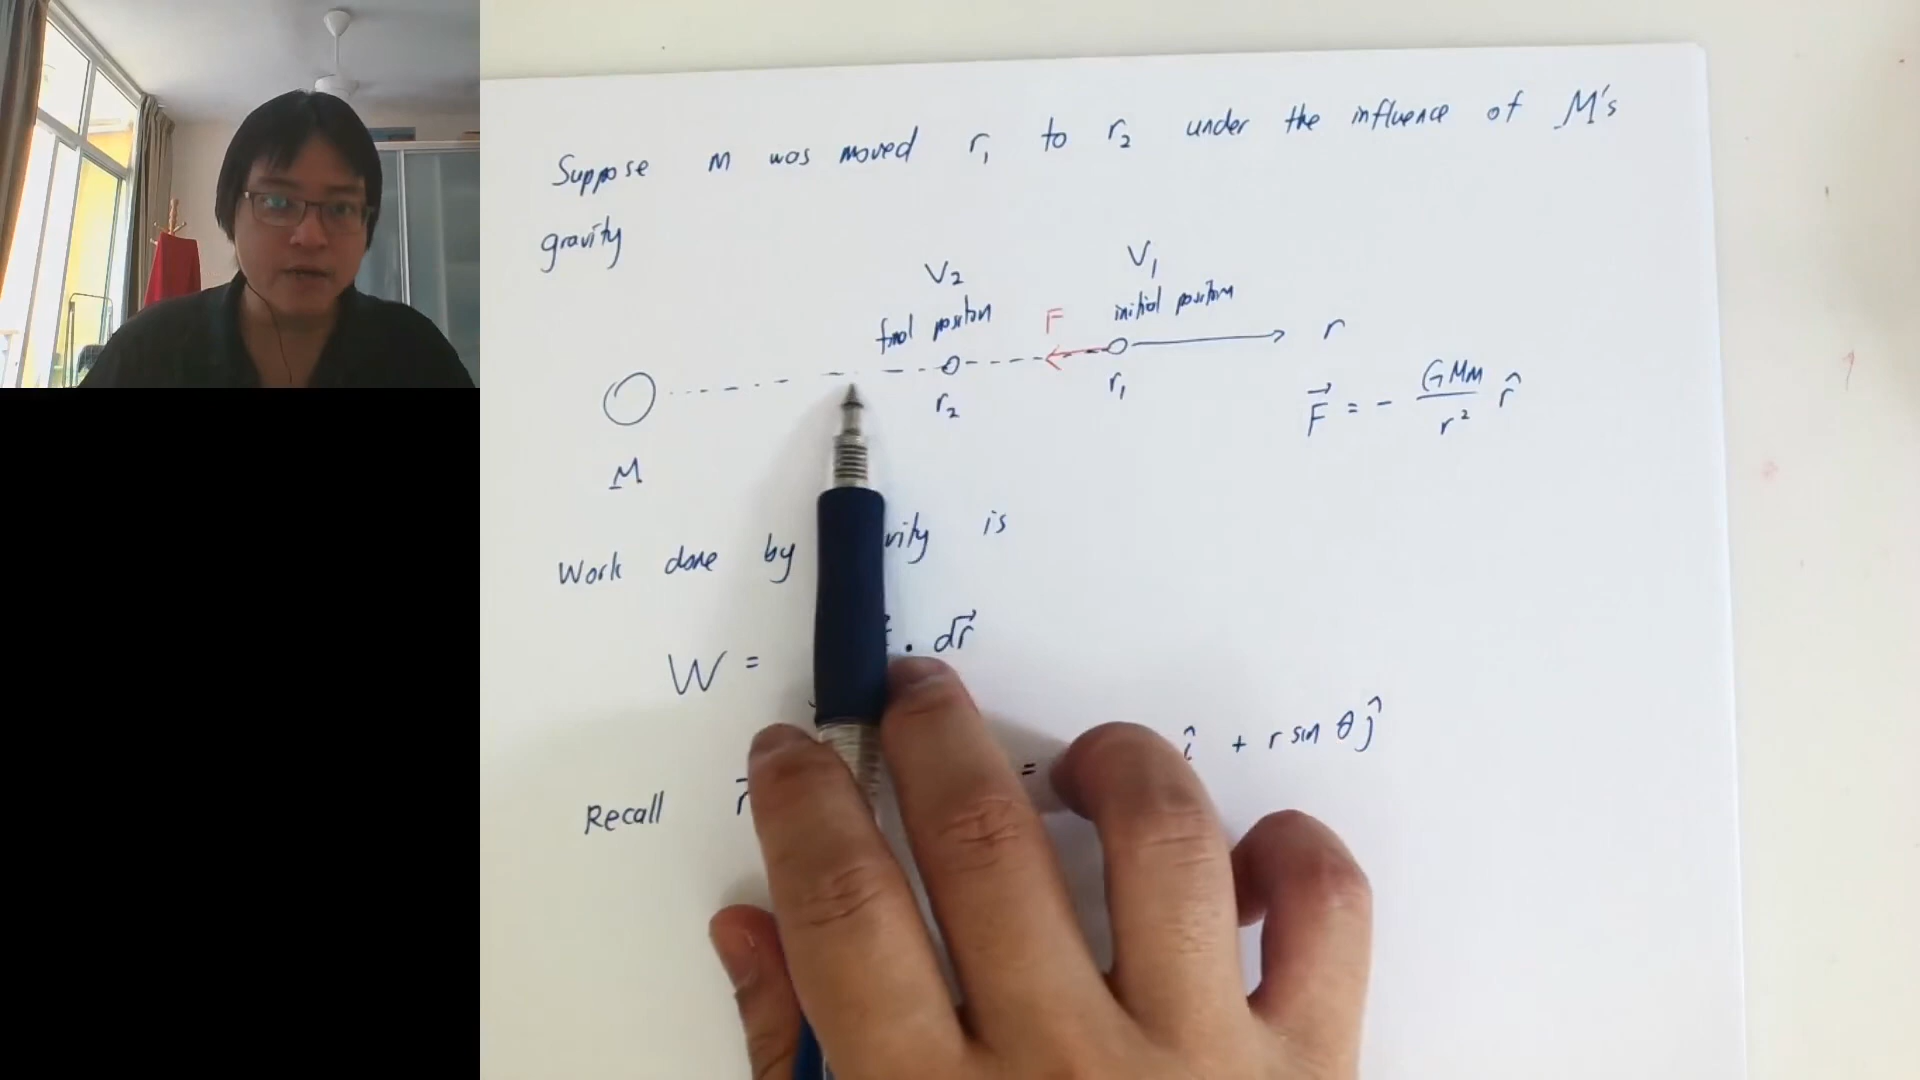 Suppose m was moved r₁ to r₂ under the influence of M's
gravity
V₂ V₁
final position F initial position
r
r₂ r₁
F⃗ = - GMm/r² r̂
M
Work done by is
W = . dr⃗
Recall = î + r sin θ ĵ